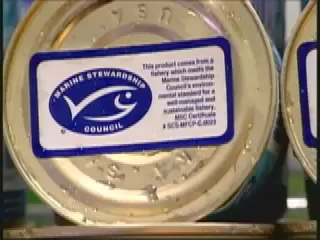 MARINE STEWARDSHIP
COUNCIL
®
This product comes from a
fishery which meets the
Marine Stewardship
Council's environ-
mental standard for a
well-managed and
sustainable fishery.
MSC Certificate
# SCS-MFCP-C-0023